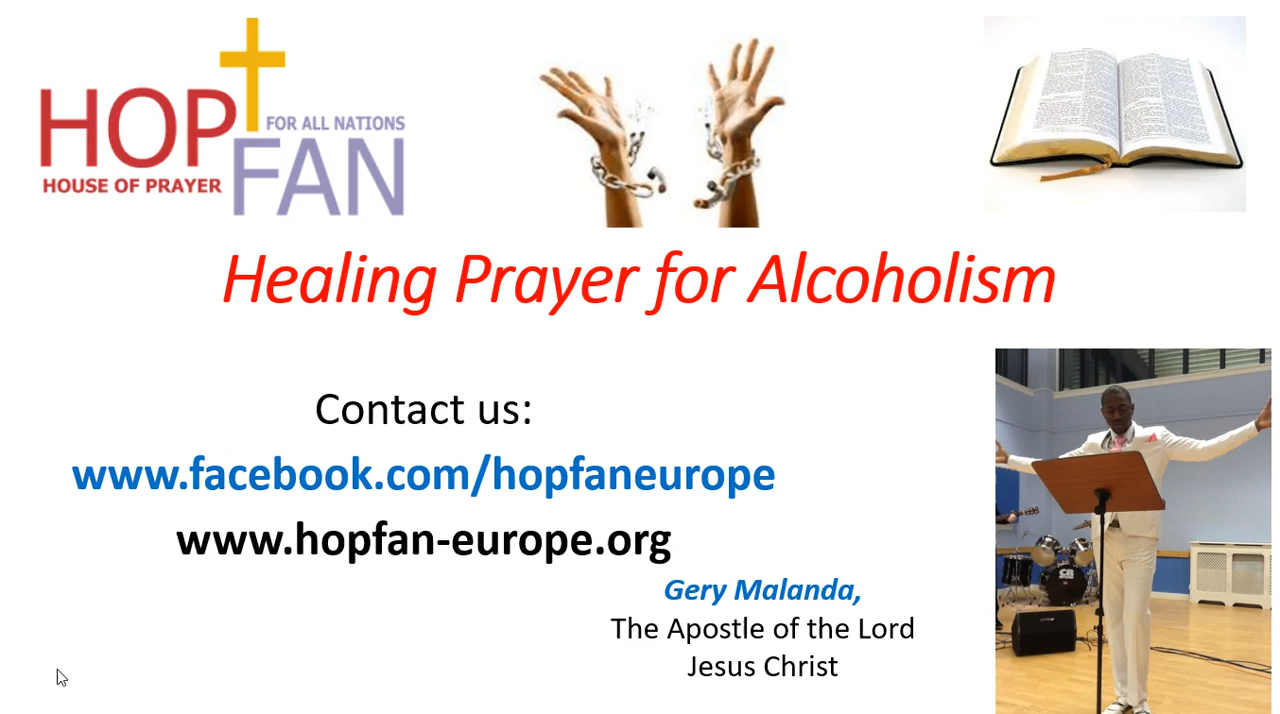 HOP
FOR ALL NATIONS
HOUSE OF PRAYER
FAN
Healing Prayer for Alcoholism
Contact us:
www.facebook.com/hopfaneurope
www.hopfan-europe.org
Gery Malanda,
The Apostle of the Lord
Jesus Christ
CB